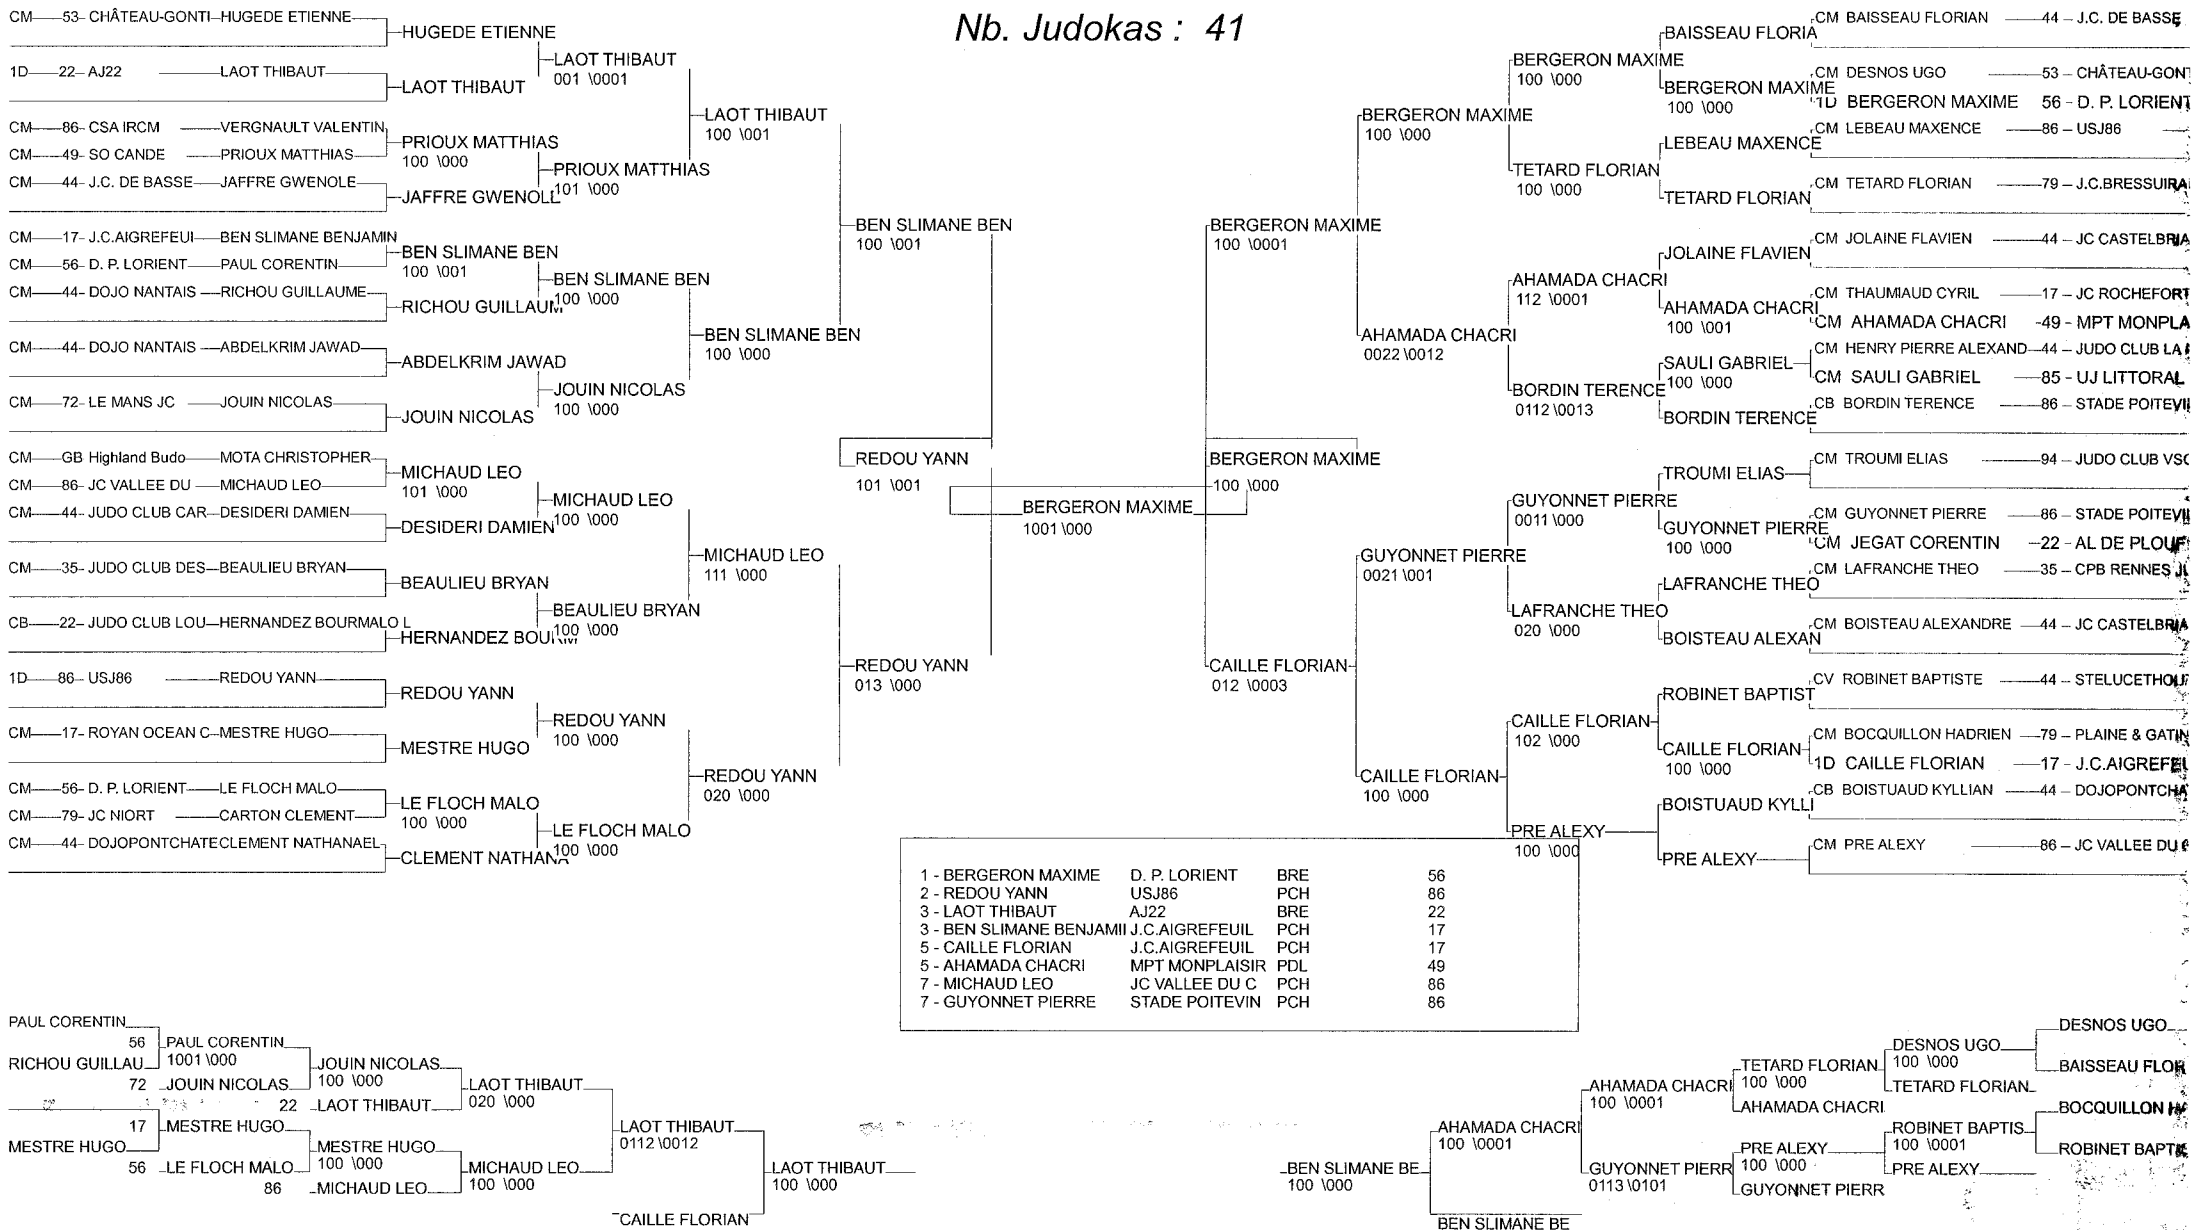 Nb. Judokas : 41
CM 53- CHÂTEAU-GONTI HUGEDE ETIENNE
1D 22- AJ22 LAOT THIBAUT
CM 86- CSA IRCM VERGNAULT VALENTIN
CM 49- SO CANDE PRIOUX MATTHIAS
CM 44- J.C. DE BASSE JAFFRE GWENOLE
CM 17- J.C.AIGREFEUI BEN SLIMANE BENJAMIN
CM 56- D. P. LORIENT PAUL CORENTIN
CM 44- DOJO NANTAIS RICHOU GUILLAUME
CM 44- DOJO NANTAIS ABDELKRIM JAWAD
CM 72- LE MANS JC JOUIN NICOLAS
CM GB Highland Budo MOTA CHRISTOPHER
CM 86- JC VALLEE DU MICHAUD LEO
CM 44- JUDO CLUB CAR DESIDERI DAMIEN
CM 35- JUDO CLUB DES BEAULIEU BRYAN
CB 22- JUDO CLUB LOU HERNANDEZ BOURMALO L
1D 86- USJ86 REDOU YANN
CM 17- ROYAN OCEAN C MESTRE HUGO
CM 56- D. P. LORIENT LE FLOCH MALO
CM 79- JC NIORT CARTON CLEMENT
CM 44- DOJOPONTCHATE CLEMENT NATHANAEL
HUGEDE ETIENNE
LAOT THIBAUT
PRIOUX MATTHIAS
100 \000
JAFFRE GWENOLE
BEN SLIMANE BEN
100 \001
RICHOU GUILLAUM
ABDELKRIM JAWAD
JOUIN NICOLAS
MICHAUD LEO
101 \000
DESIDERI DAMIEN
BEAULIEU BRYAN
HERNANDEZ BOURM
REDOU YANN
MESTRE HUGO
LE FLOCH MALO
100 \000
CLEMENT NATHANA
LAOT THIBAUT
001 \0001
PRIOUX MATTHIAS
101 \000
BEN SLIMANE BEN
100 \000
JOUIN NICOLAS
100 \000
MICHAUD LEO
100 \000
BEAULIEU BRYAN
100 \000
REDOU YANN
100 \000
LE FLOCH MALO
100 \000
LAOT THIBAUT
100 \001
BEN SLIMANE BEN
100 \000
MICHAUD LEO
111 \000
REDOU YANN
020 \000
BEN SLIMANE BEN
100 \001
REDOU YANN
013 \000
REDOU YANN
101 \001
BERGERON MAXIME
1001 \000
BERGERON MAXIME
100 \000
BERGERON MAXIME
100 \0001
CAILLE FLORIAN
012 \0003
BERGERON MAXIME
100 \000
AHAMADA CHACRI
0022 \0012
GUYONNET PIERRE
0021 \001
CAILLE FLORIAN
100 \000
BERGERON MAXIME
100 \000
TETARD FLORIAN
100 \000
AHAMADA CHACRI
112 \0001
BORDIN TERENCE
0112 \0013
GUYONNET PIERRE
0011 \000
LAFRANCHE THEO
020 \000
CAILLE FLORIAN
102 \000
PRE ALEXY
100 \000
BAISSEAU FLORIA
BERGERON MAXIME
100 \000
LEBEAU MAXENCE
TETARD FLORIAN
JOLAINE FLAVIEN
AHAMADA CHACRI
100 \001
SAULI GABRIEL
100 \000
BORDIN TERENCE
TROUMI ELIAS
GUYONNET PIERRE
100 \000
LAFRANCHE THEO
BOISTEAU ALEXAN
ROBINET BAPTIST
CAILLE FLORIAN
100 \000
BOISTUAUD KYLLI
PRE ALEXY
CM BAISSEAU FLORIAN 44 - J.C. DE BASSE
CM DESNOS UGO 53 - CHÂTEAU-GONT
1D BERGERON MAXIME 56 - D. P. LORIENT
CM LEBEAU MAXENCE 86 - USJ86
CM TETARD FLORIAN 79 - J.C.BRESSUIRA
CM JOLAINE FLAVIEN 44 - JC CASTELBRIA
CM THAUMIAUD CYRIL 17 - JC ROCHEFORT
CM AHAMADA CHACRI 49 - MPT MONPLA
CM HENRY PIERRE ALEXAND 44 - JUDO CLUB LA
CM SAULI GABRIEL 85 - UJ LITTORAL
CB BORDIN TERENCE 86 - STADE POITEVI
CM TROUMI ELIAS 94 - JUDO CLUB VSG
CM GUYONNET PIERRE 86 - STADE POITEVI
CM JEGAT CORENTIN 22 - AL DE PLOUF
CM LAFRANCHE THEO 35 - CPB RENNES JU
CM BOISTEAU ALEXANDRE 44 - JC CASTELBRIA
CV ROBINET BAPTISTE 44 - STELUCETHOU
CM BOCQUILLON HADRIEN 79 - PLAINE & GATIN
1D CAILLE FLORIAN 17 - J.C.AIGREFEU
CB BOISTUAUD KYLLIAN 44 - DOJOPONTCHA
CM PRE ALEXY 86 - JC VALLEE DU
1 - BERGERON MAXIME D. P. LORIENT BRE 56
2 - REDOU YANN USJ86 PCH 86
3 - LAOT THIBAUT AJ22 BRE 22
3 - BEN SLIMANE BENJAMII J.C.AIGREFEUIL PCH 17
5 - CAILLE FLORIAN J.C.AIGREFEUIL PCH 17
5 - AHAMADA CHACRI MPT MONPLAISIR PDL 49
7 - MICHAUD LEO JC VALLEE DU C PCH 86
7 - GUYONNET PIERRE STADE POITEVIN PCH 86
PAUL CORENTIN
56
RICHOU GUILLAU
PAUL CORENTIN
1001 \000
72 JOUIN NICOLAS
JOUIN NICOLAS
100 \000
22 LAOT THIBAUT
LAOT THIBAUT
020 \000
17
MESTRE HUGO
MESTRE HUGO
56 LE FLOCH MALO
MESTRE HUGO
100 \000
86 MICHAUD LEO
MICHAUD LEO
100 \000
LAOT THIBAUT
0112 \0012
CAILLE FLORIAN
LAOT THIBAUT
100 \000
BEN SLIMANE BE
100 \000
AHAMADA CHACRI
100 \0001
BEN SLIMANE BE
AHAMADA CHACRI
100 \0001
GUYONNET PIERR
0113 \0101
TETARD FLORIAN
100 \000
AHAMADA CHACRI
PRE ALEXY
100 \000
GUYONNET PIERR
DESNOS UGO
100 \000
TETARD FLORIAN
ROBINET BAPTIS
100 \0001
PRE ALEXY
DESNOS UGO
BAISSEAU FLOR
BOCQUILLON HA
ROBINET BAPTIS